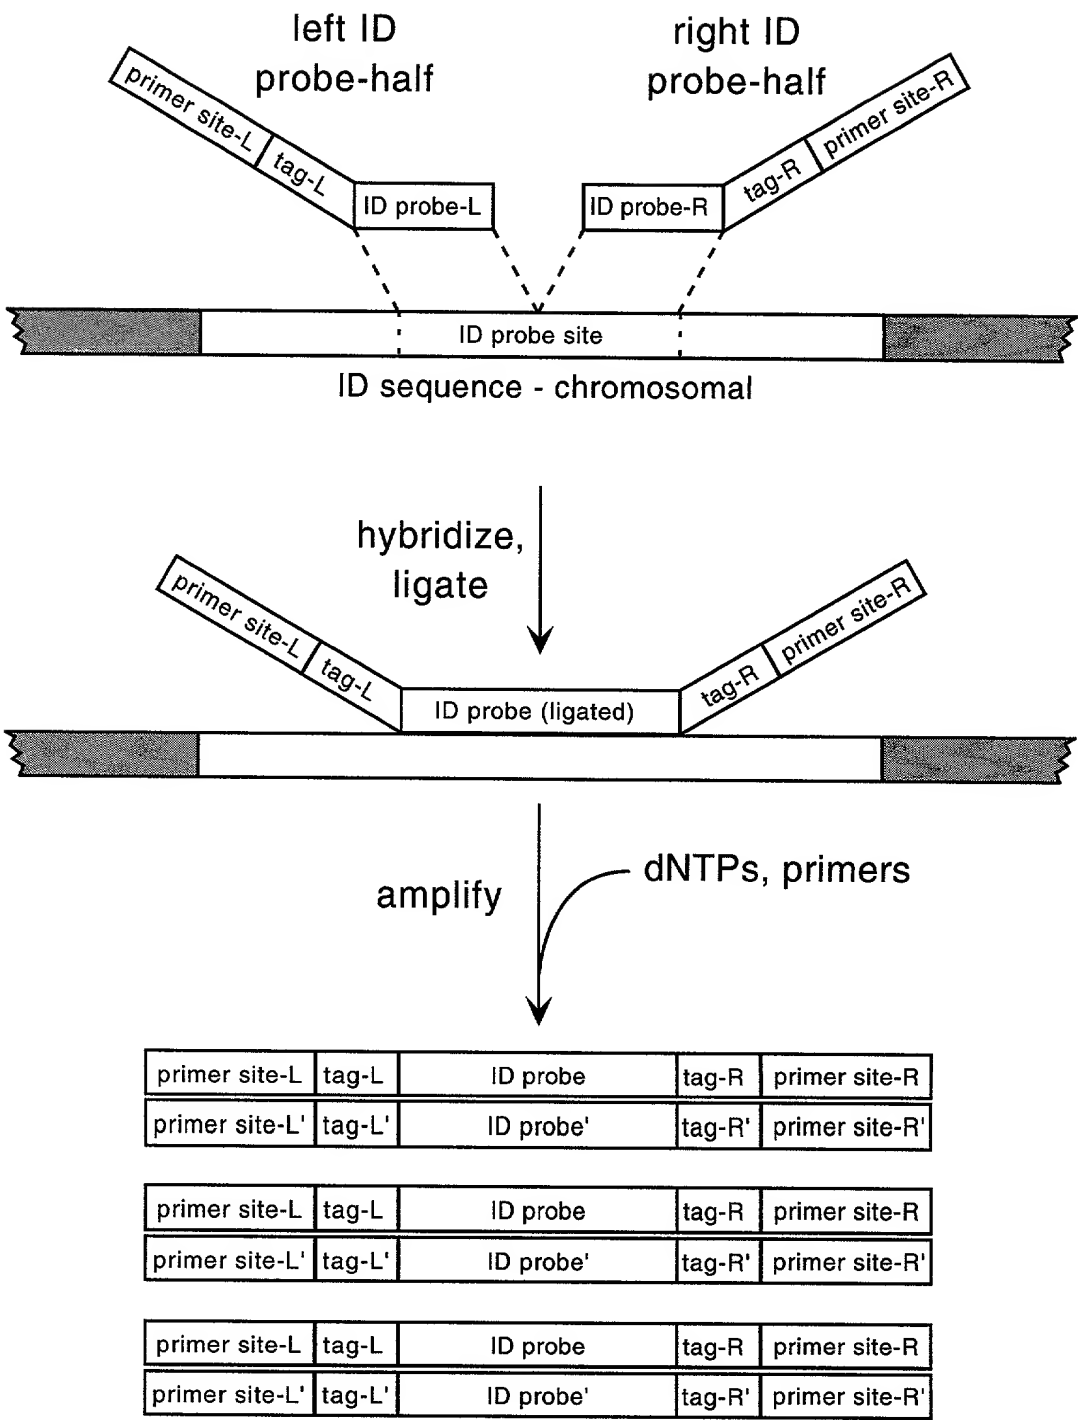 left ID
probe-half
right ID
probe-half
primer site-L
tag-L
ID probe-L
ID probe-R
tag-R
primer site-R
ID probe site
ID sequence - chromosomal
hybridize,
ligate
primer site-L
tag-L
ID probe (ligated)
tag-R
primer site-R
amplify
dNTPs, primers
primer site-L tag-L ID probe tag-R primer site-R
primer site-L' tag-L' ID probe' tag-R' primer site-R'
primer site-L tag-L ID probe tag-R primer site-R
primer site-L' tag-L' ID probe' tag-R' primer site-R'
primer site-L tag-L ID probe tag-R primer site-R
primer site-L' tag-L' ID probe' tag-R' primer site-R'